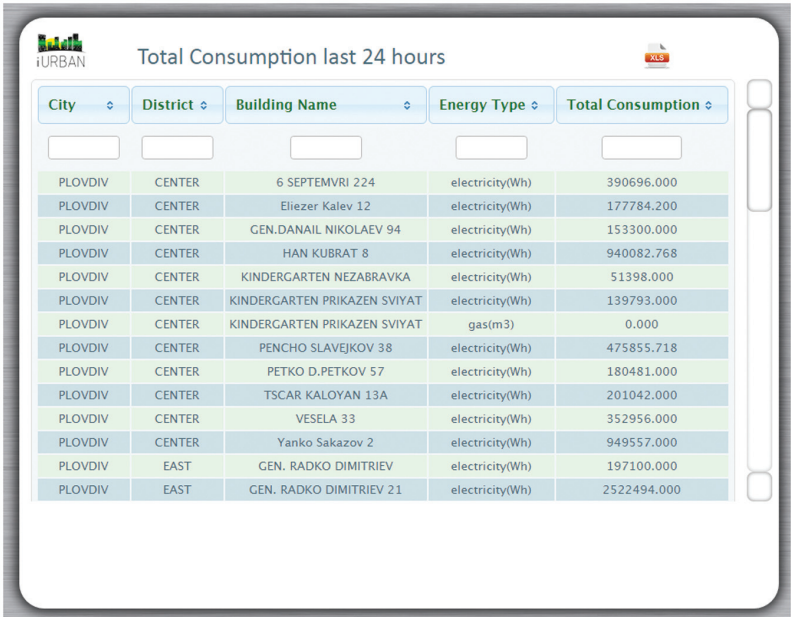 iURBAN
Total Consumption last 24 hours
XLS
City District Building Name Energy Type Total Consumption
PLOVDIV CENTER 6 SEPTEMVRI 224 electricity(Wh) 390696.000
PLOVDIV CENTER Eliezer Kalev 12 electricity(Wh) 177784.200
PLOVDIV CENTER GEN.DANAIL NIKOLAEV 94 electricity(Wh) 153300.000
PLOVDIV CENTER HAN KUBRAT 8 electricity(Wh) 940082.768
PLOVDIV CENTER KINDERGARTEN NEZABRAVKA electricity(Wh) 51398.000
PLOVDIV CENTER KINDERGARTEN PRIKAZEN SVIYAT electricity(Wh) 139793.000
PLOVDIV CENTER KINDERGARTEN PRIKAZEN SVIYAT gas(m3) 0.000
PLOVDIV CENTER PENCHO SLAVEJKOV 38 electricity(Wh) 475855.718
PLOVDIV CENTER PETKO D.PETKOV 57 electricity(Wh) 180481.000
PLOVDIV CENTER TSCAR KALOYAN 13A electricity(Wh) 201042.000
PLOVDIV CENTER VESELA 33 electricity(Wh) 352956.000
PLOVDIV CENTER Yanko Sakazov 2 electricity(Wh) 949557.000
PLOVDIV EAST GEN. RADKO DIMITRIEV electricity(Wh) 197100.000
PLOVDIV EAST GEN. RADKO DIMITRIEV 21 electricity(Wh) 2522494.000